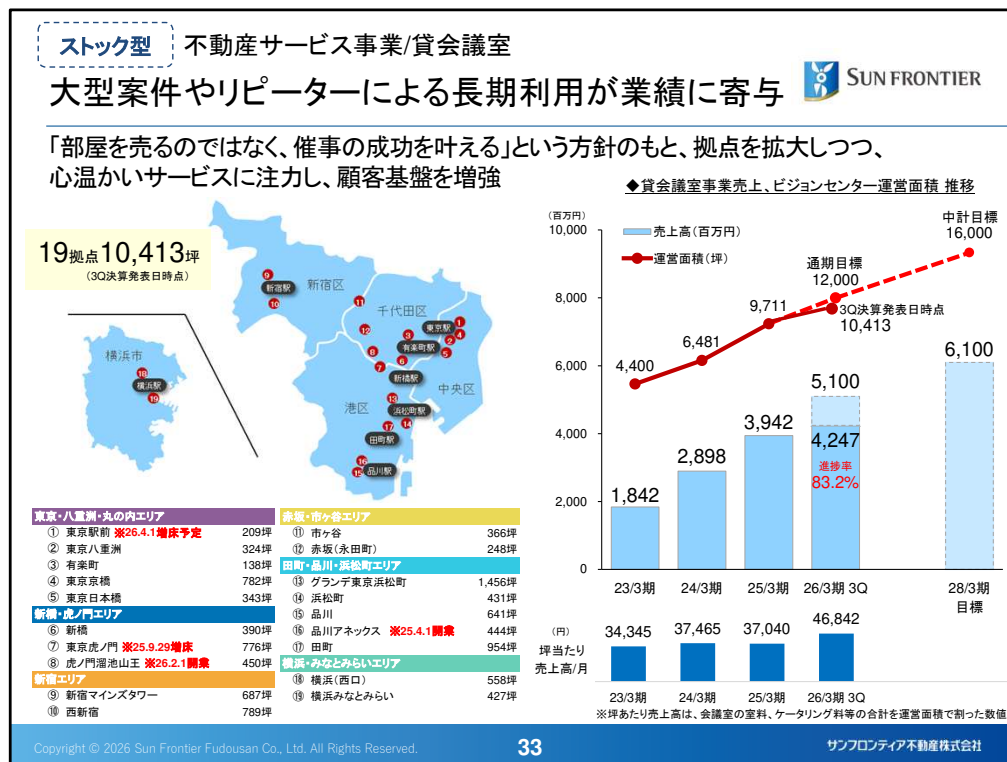 ストック型 不動産サービス事業/貸会議室
大型案件やリピーターによる長期利用が業績に寄与
SUN FRONTIER
「部屋を売るのではなく、催事の成功を叶える」という方針のもと、拠点を拡大しつつ、
心温かいサービスに注力し、顧客基盤を増強
19拠点10,413坪
(3Q決算発表日時点)
新宿区
千代田区
中央区
港区
横浜市
新宿駅
東京駅
有楽町駅
新橋駅
浜松町駅
田町駅
品川駅
横浜駅
9
10
11
12
1
3
4
2
5
8
6
7
13
14
17
16
15
18
19
東京・八重洲・丸の内エリア
① 東京駅前 ※26.4.1増床予定 209坪
② 東京八重洲 324坪
③ 有楽町 138坪
④ 東京京橋 782坪
⑤ 東京日本橋 343坪
新橋・虎ノ門エリア
⑥ 新橋 390坪
⑦ 東京虎ノ門 ※25.9.29増床 776坪
⑧ 虎ノ門溜池山王 ※26.2.1開業 450坪
新宿エリア
⑨ 新宿マインズタワー 687坪
⑩ 西新宿 789坪
赤坂・市ヶ谷エリア
⑪ 市ヶ谷 366坪
⑫ 赤坂(永田町) 248坪
田町・品川・浜松町エリア
⑬ グランデ東京浜松町 1,456坪
⑭ 浜松町 431坪
⑮ 品川 641坪
⑯ 品川アネックス ※25.4.1開業 444坪
⑰ 田町 954坪
横浜・みなとみらいエリア
⑱ 横浜(西口) 558坪
⑲ 横浜みなとみらい 427坪
◆貸会議室事業売上、ビジョンセンター運営面積 推移
(百万円)
10,000
8,000
6,000
4,000
2,000
0
売上高(百万円)
運営面積(坪)
中計目標
16,000
通期目標
12,000
3Q決算発表日時点
10,413
9,711
6,481
4,400
1,842
2,898
3,942
5,100
4,247
進捗率
83.2%
6,100
23/3期 24/3期 25/3期 26/3期 3Q 28/3期
目標
(円)
坪当たり
売上高/月
34,345 37,465 37,040 46,842
23/3期 24/3期 25/3期 26/3期 3Q
※坪あたり売上高は、会議室の室料、ケータリング料等の合計を運営面積で割った数値
Copyright © 2026 Sun Frontier Fudousan Co., Ltd. All Rights Reserved.
33
サンフロンティア不動産株式会社